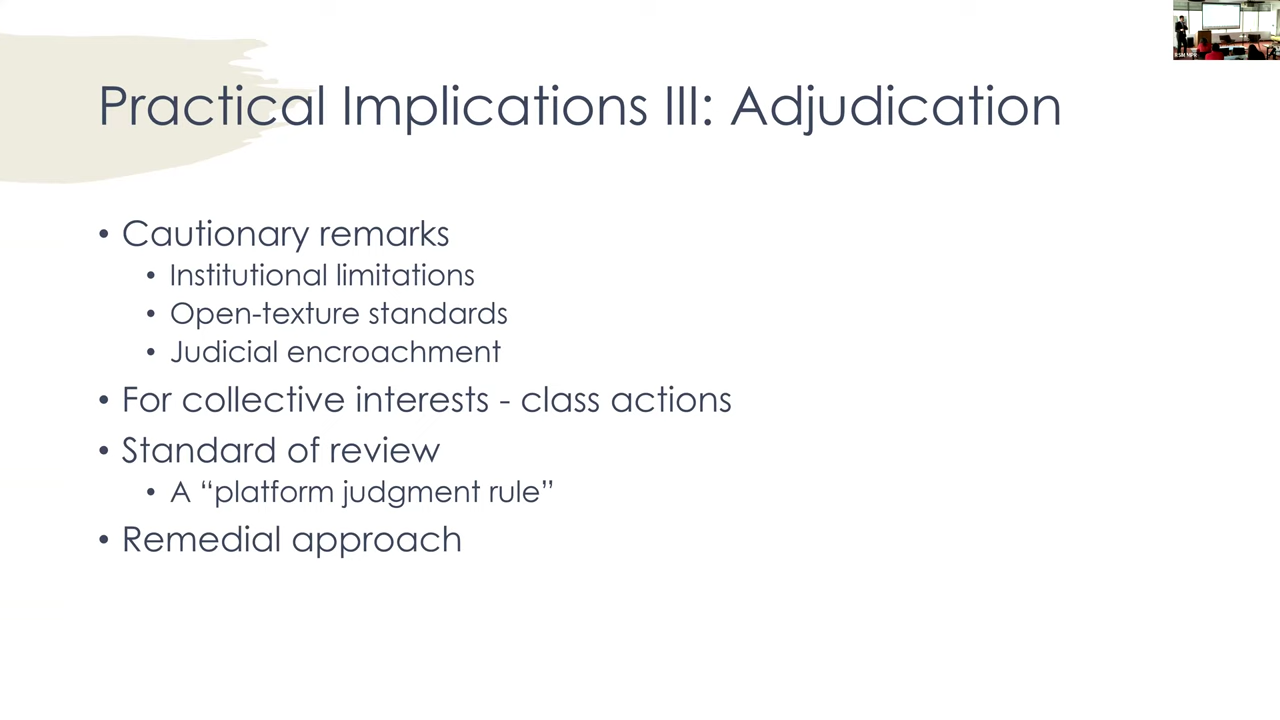 Practical Implications III: Adjudication
• Cautionary remarks
• Institutional limitations
• Open-texture standards
• Judicial encroachment
• For collective interests - class actions
• Standard of review
• A “platform judgment rule”
• Remedial approach